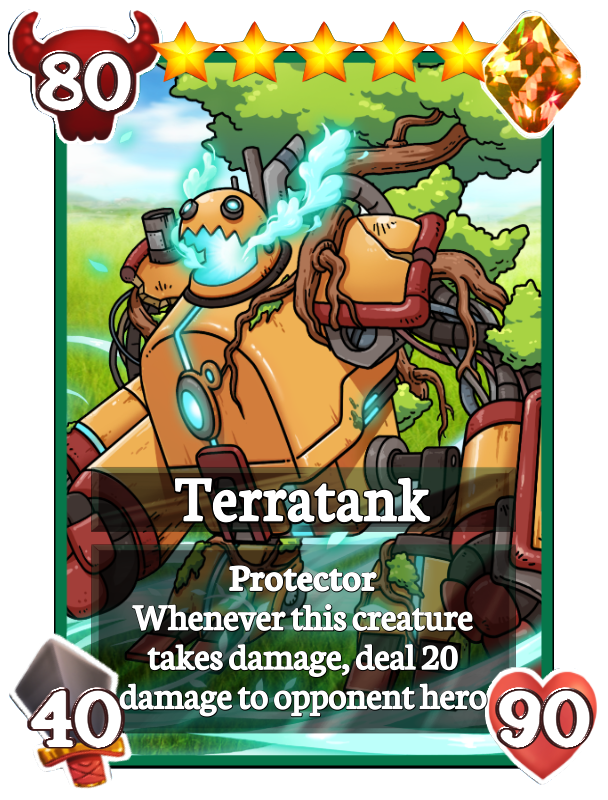 80
Terratank
Protector
Whenever this creature
takes damage, deal 20
damage to opponent hero
40
90